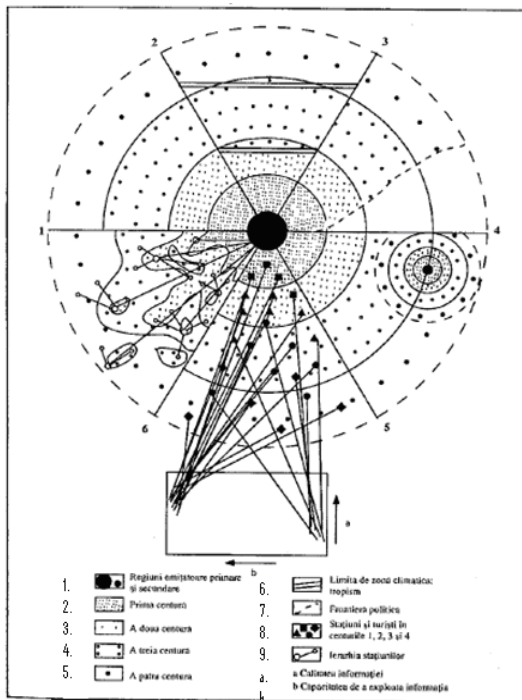 2
3
1
4
6
5
a
b
1. Regiuni emițătoare primare
și secundare
2. Prima centură
3. A doua centură
4. A treia centură
5. A patra centură
6. Limita de zonă climatica:
tropism
7 Frontiera politica
8 Stațiuni și turiști în
centurile 1, 2, 3 și 4
9. Ierarhia stațiunilor
a. a Calitatea informației
b Capacitatea de a exploata informația